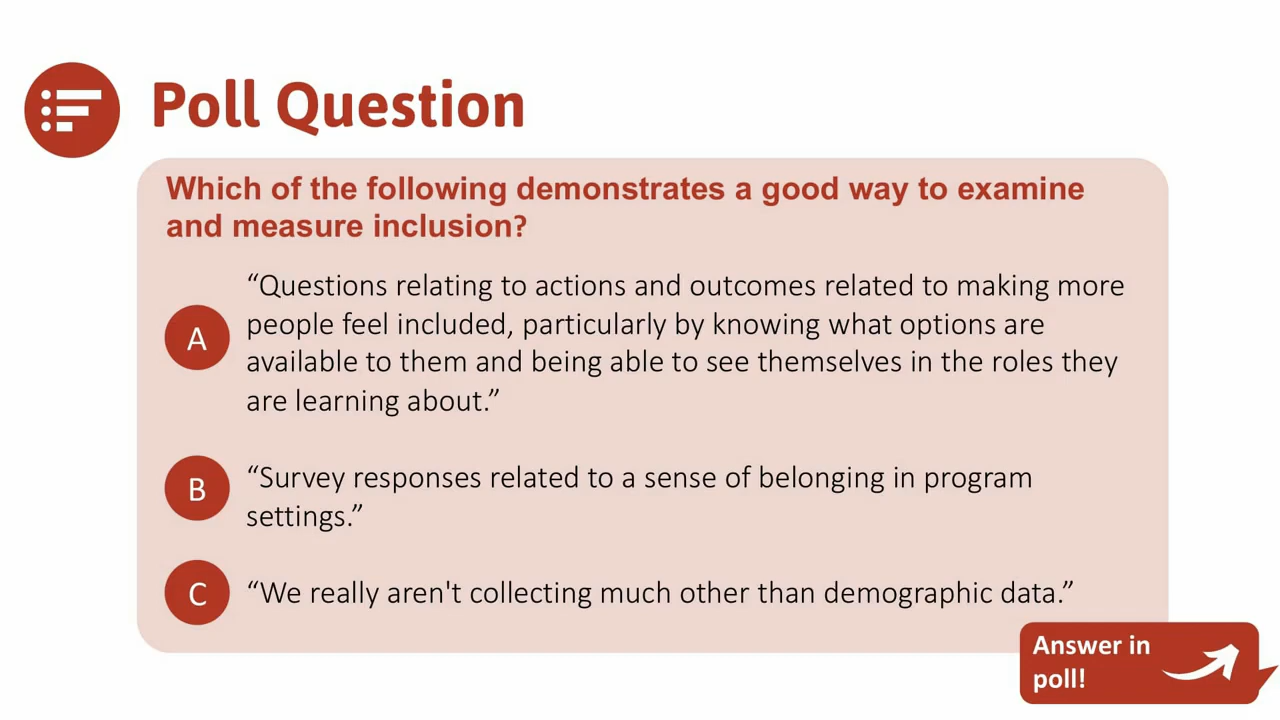 Poll Question
Which of the following demonstrates a good way to examine
and measure inclusion?
A
“Questions relating to actions and outcomes related to making more
people feel included, particularly by knowing what options are
available to them and being able to see themselves in the roles they
are learning about.”
B
“Survey responses related to a sense of belonging in program
settings.”
C
“We really aren't collecting much other than demographic data.”
Answer in
poll!